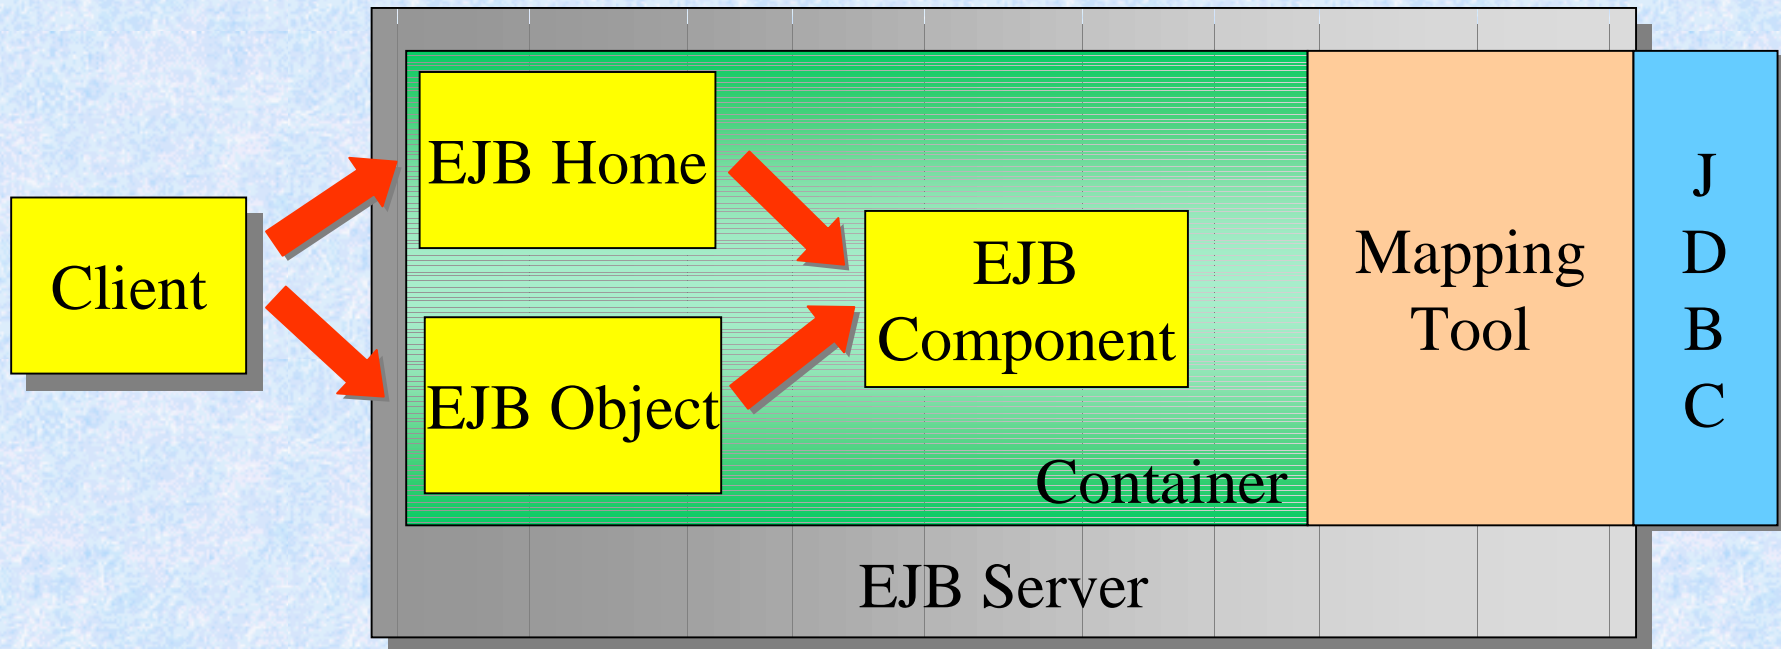 Client
EJB Home
EJB Object
EJB
Component
Container
Mapping
Tool
J
D
B
C
EJB Server